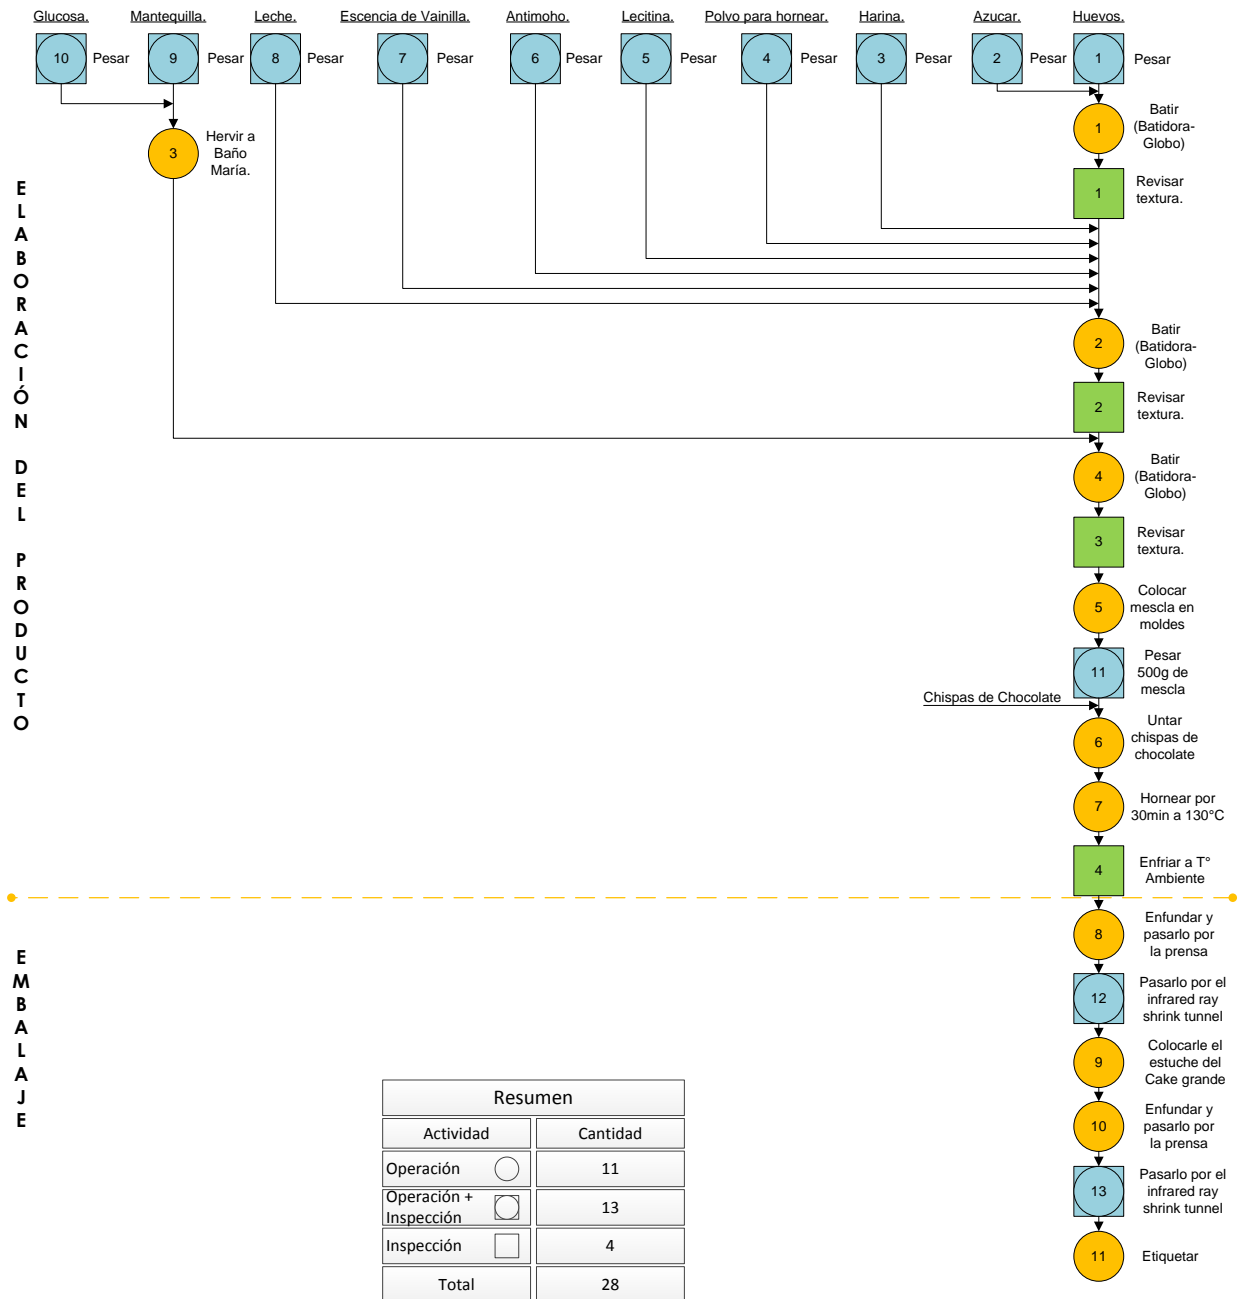 Glucosa. Mantequilla. Leche. Escencia de Vainilla. Antimoho. Lecitina. Polvo para hornear. Harina. Azucar. Huevos.
10 Pesar 9 Pesar 8 Pesar 7 Pesar 6 Pesar 5 Pesar 4 Pesar 3 Pesar 2 Pesar 1 Pesar
3
Hervir a
Baño
María.
1
Batir
(Batidora-
Globo)
1
Revisar
textura.
2
Batir
(Batidora-
Globo)
2
Revisar
textura.
4
Batir
(Batidora-
Globo)
3
Revisar
textura.
5
Colocar
mescla en
moldes
11
Pesar
500g de
mescla
Chispas de Chocolate
6
Untar
chispas de
chocolate
7
Hornear por
30min a 130°C
4
Enfriar a T°
Ambiente
ELABORACIÓN DEL PRODUCTO
8
Enfundar y
pasarlo por
la prensa
12
Pasarlo por el
infrared ray
shrink tunnel
9
Colocarle el
estuche del
Cake grande
10
Enfundar y
pasarlo por
la prensa
13
Pasarlo por el
infrared ray
shrink tunnel
11
Etiquetar
EMBALAJE
Resumen
Actividad Cantidad
Operación 11
Operación +
Inspección 13
Inspección 4
Total 28